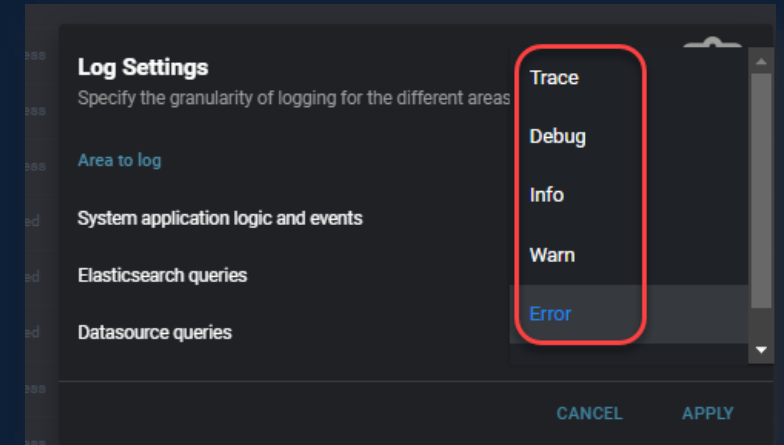 Log Settings
Specify the granularity of logging for the different areas
Area to log
System application logic and events
Elasticsearch queries
Datasource queries
Trace
Debug
Info
Warn
Error
CANCEL
APPLY